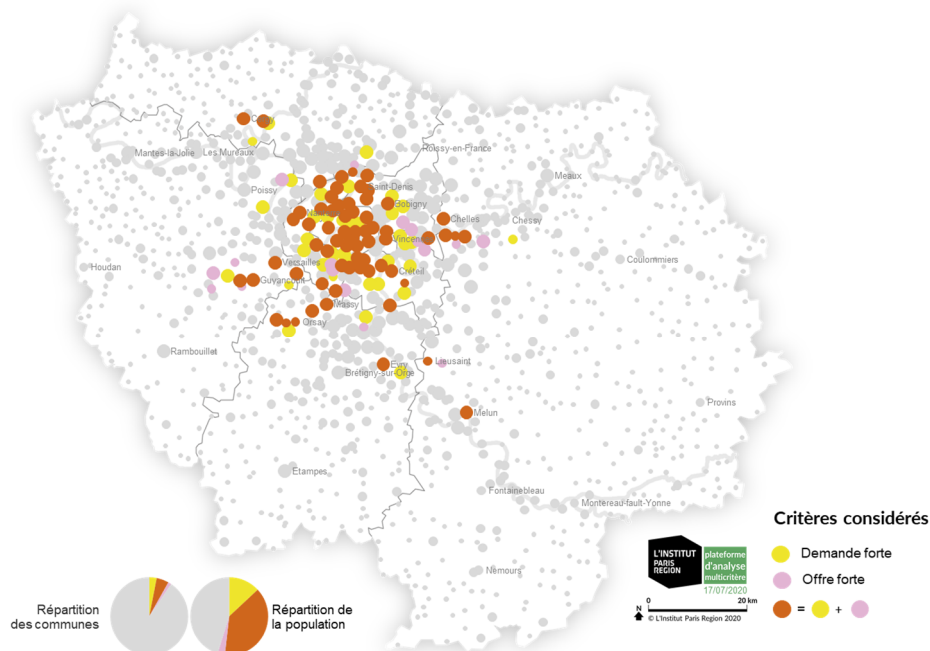 Cergy
Roissy-en-France
Mantes-la-Jolie
Les Mureaux
Meaux
Poissy
Saint-Denis
Bobigny
Chelles
Chessy
Houdan
Versailles
Coulommiers
Guyancourt
Créteil
Massy
Orsay
Rambouillet
Evry
Lieusaint
Brétigny-sur-Orge
Provins
Melun
Etampes
Fontainebleau
Montereau-fault-Yonne
Nemours
Critères considérés
Demande forte
Offre forte
= +
L'INSTITUT
PARIS
REGION
plateforme
d'analyse
multicritère
17/07/2020
0 20 km
N
© L'Institut Paris Region 2020
Répartition
des communes
Répartition de
la population